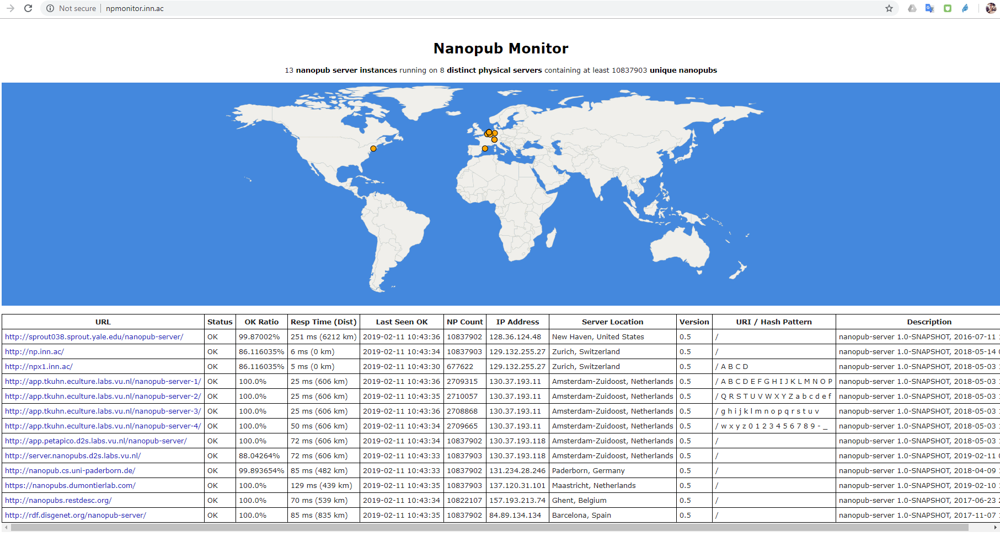 Not secure npmonitor.inn.ac
Nanopub Monitor
13 nanopub server instances running on 8 distinct physical servers containing at least 10837903 unique nanopubs
URL Status OK Ratio Resp Time (Dist) Last Seen OK NP Count IP Address Server Location Version URI / Hash Pattern Description
http://sprout038.sprout.yale.edu/nanopub-server/ OK 99.87002% 251 ms (6212 km) 2019-02-11 10:43:36 10837902 128.36.124.48 New Haven, United States 0.5 / nanopub-server 1.0-SNAPSHOT, 2016-07-11
http://np.inn.ac/ OK 86.116035% 6 ms (0 km) 2019-02-11 10:43:34 10837903 129.132.255.27 Zurich, Switzerland 0.5 / nanopub-server 1.0-SNAPSHOT, 2018-05-14
http://npx1.inn.ac/ OK 86.116035% 5 ms (0 km) 2019-02-11 10:43:30 677622 129.132.255.27 Zurich, Switzerland 0.5 / A B C D nanopub-server 1.0-SNAPSHOT, 2018-05-03
http://app.tkuhn.eculture.labs.vu.nl/nanopub-server-1/ OK 100.0% 25 ms (606 km) 2019-02-11 10:43:36 2709315 130.37.193.11 Amsterdam-Zuidoost, Netherlands 0.5 / A B C D E F G H I J K L M N O P nanopub-server 1.0-SNAPSHOT, 2018-05-03
http://app.tkuhn.eculture.labs.vu.nl/nanopub-server-2/ OK 100.0% 25 ms (606 km) 2019-02-11 10:43:35 2710057 130.37.193.11 Amsterdam-Zuidoost, Netherlands 0.5 / Q R S T U V W X Y Z a b c d e f nanopub-server 1.0-SNAPSHOT, 2018-05-03
http://app.tkuhn.eculture.labs.vu.nl/nanopub-server-3/ OK 100.0% 25 ms (606 km) 2019-02-11 10:43:36 2708868 130.37.193.11 Amsterdam-Zuidoost, Netherlands 0.5 / g h i j k l m n o p q r s t u v nanopub-server 1.0-SNAPSHOT, 2018-05-03
http://app.tkuhn.eculture.labs.vu.nl/nanopub-server-4/ OK 100.0% 50 ms (606 km) 2019-02-11 10:43:34 2709665 130.37.193.11 Amsterdam-Zuidoost, Netherlands 0.5 / w x y z 0 1 2 3 4 5 6 7 8 9 - _ nanopub-server 1.0-SNAPSHOT, 2018-05-03
http://app.petapico.d2s.labs.vu.nl/nanopub-server/ OK 100.0% 72 ms (606 km) 2019-02-11 10:43:34 10837902 130.37.193.118 Amsterdam-Zuidoost, Netherlands 0.5 / nanopub-server 1.0-SNAPSHOT, 2018-05-03
http://server.nanopubs.d2s.labs.vu.nl/ OK 88.04264% 72 ms (606 km) 2019-02-11 10:43:33 10837903 130.37.193.118 Amsterdam-Zuidoost, Netherlands 0.5 / nanopub-server 1.0-SNAPSHOT, 2019-02-11
http://nanopub.cs.uni-paderborn.de/ OK 99.893654% 85 ms (482 km) 2019-02-11 10:43:33 10837902 131.234.28.246 Paderborn, Germany 0.5 / nanopub-server 1.0-SNAPSHOT, 2018-04-09
https://nanopubs.dumontierlab.com/ OK 100.0% 129 ms (439 km) 2019-02-11 10:43:35 10837903 137.120.31.101 Maastricht, Netherlands 0.5 / nanopub-server 1.0-SNAPSHOT, 2019-02-10
http://nanopubs.restdesc.org/ OK 100.0% 70 ms (539 km) 2019-02-11 10:43:34 10822107 157.193.213.74 Ghent, Belgium 0.5 / nanopub-server 1.0-SNAPSHOT, 2017-06-23
http://rdf.disgenet.org/nanopub-server/ OK 100.0% 85 ms (835 km) 2019-02-11 10:43:35 10837902 84.89.134.134 Barcelona, Spain 0.5 / nanopub-server 1.0-SNAPSHOT, 2017-11-07